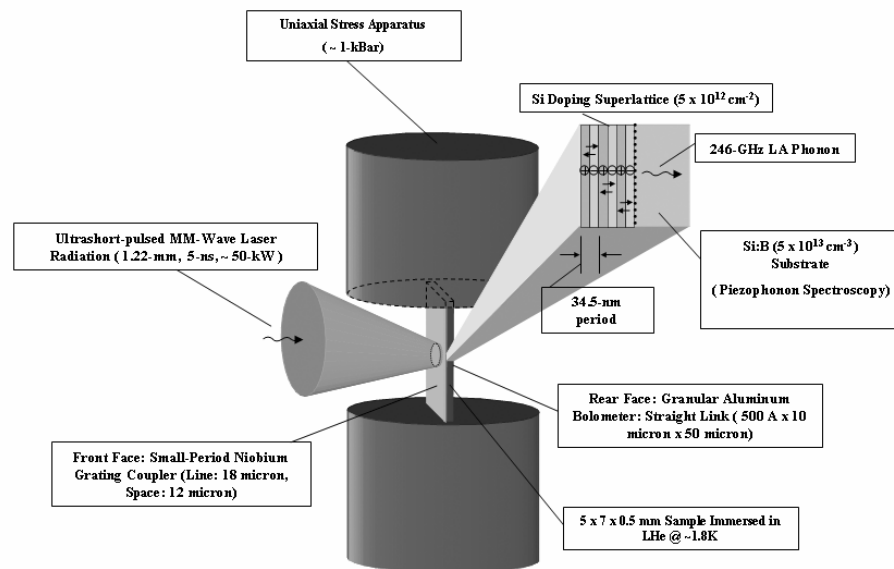 Uniaxial Stress Apparatus
( ~ 1-kBar)
Si Doping Superlattice (5 x 10¹² cm⁻²)
246-GHz LA Phonon
Ultrashort-pulsed MM-Wave Laser
Radiation ( 1.22-mm, 5-ns, ~ 50-kW )
Si:B (5 x 10¹³ cm⁻³)
Substrate
( Piezophonon Spectroscopy)
34.5-nm
period
Rear Face: Granular Aluminum
Bolometer: Straight Link ( 500 A x 10
micron x 50 micron)
Front Face: Small-Period Niobium
Grating Coupler (Line: 18 micron,
Space: 12 micron)
5 x 7 x 0.5 mm Sample Immersed in
LHe @ ~1.8K